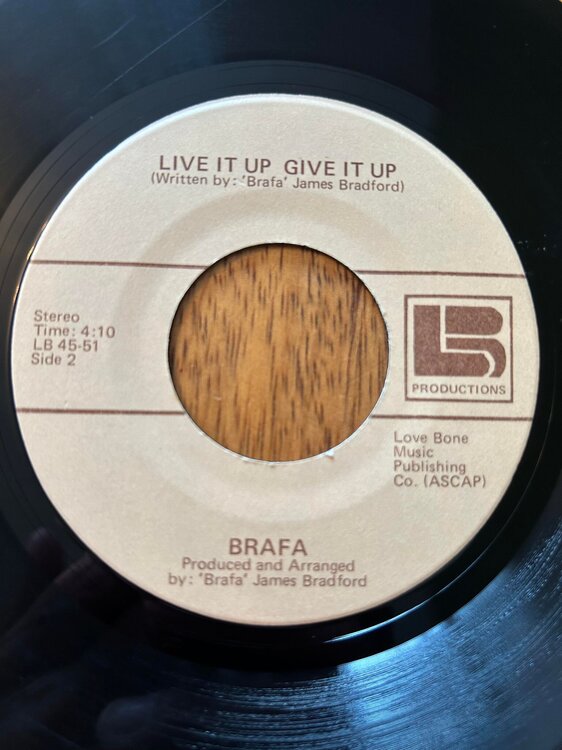 LIVE IT UP GIVE IT UP
(Written by: 'Brafa' James Bradford)
Stereo
Time: 4:10
LB 45-51
Side 2
LB
PRODUCTIONS
Love Bone
Music
Publishing
Co. (ASCAP)
BRAFA
Produced and Arranged
by: 'Brafa' James Bradford